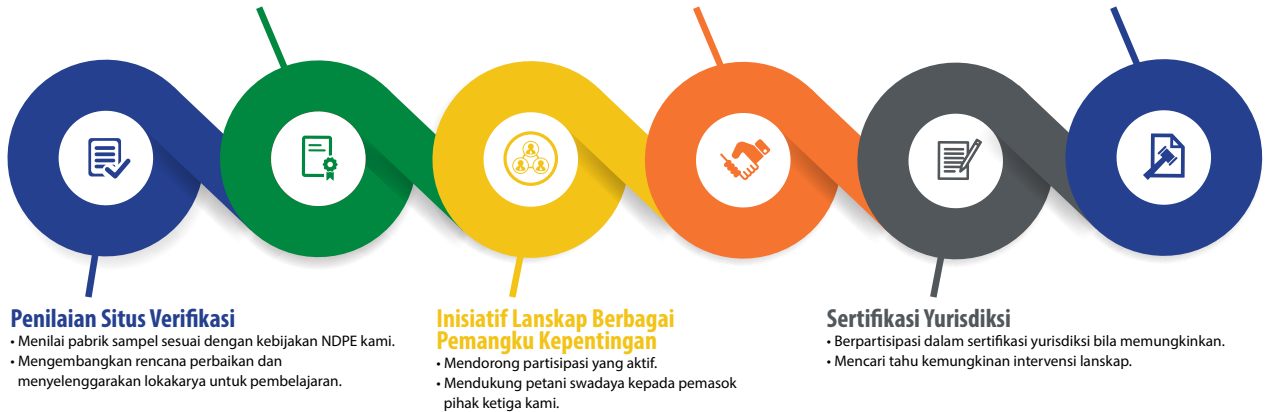 Penilaian Situs Verifikasi
• Menilai pabrik sampel sesuai dengan kebijakan NDPE kami.
• Mengembangkan rencana perbaikan dan
menyelenggarakan lokakarya untuk pembelajaran.
Inisiatif Lanskap Berbagai
Pemangku Kepentingan
• Mendorong partisipasi yang aktif.
• Mendukung petani swadaya kepada pemasok
pihak ketiga kami.
Sertifikasi Yurisdiksi
• Berpartisipasi dalam sertifikasi yurisdiksi bila memungkinkan.
• Mencari tahu kemungkinan intervensi lanskap.